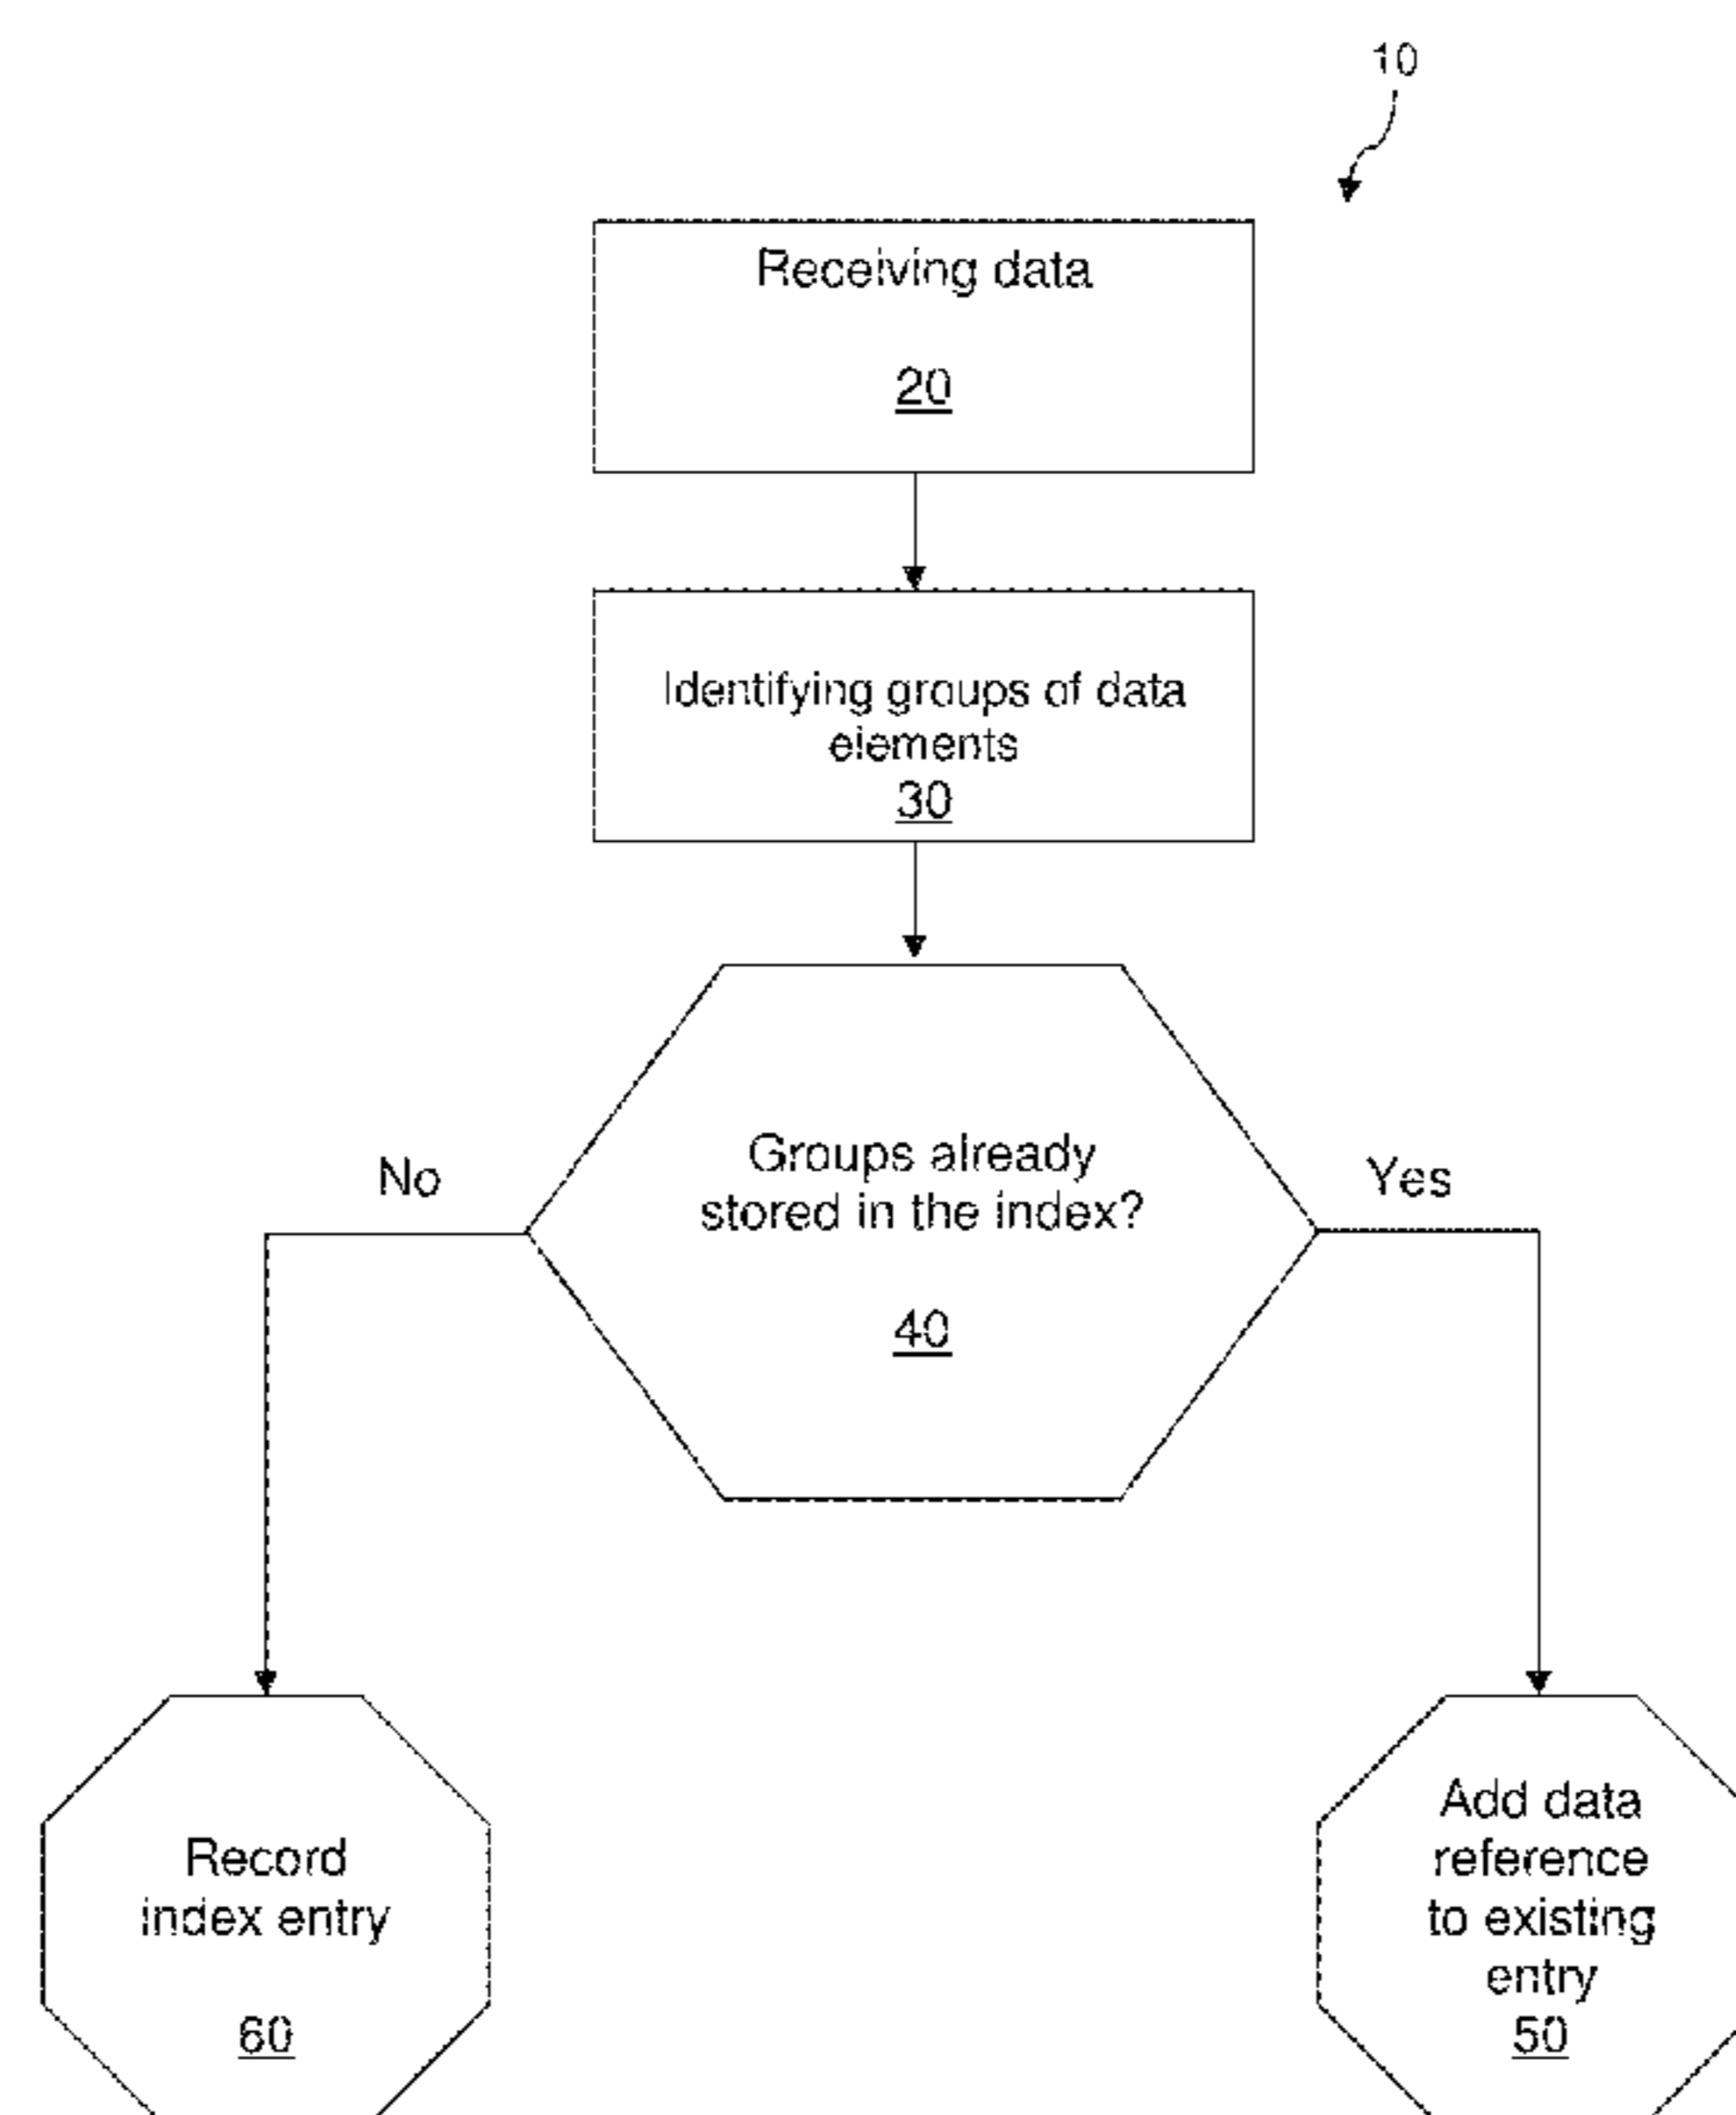 10
Receiving data
20
Identifying groups of data
elements
30
Groups already
stored in the index?
40
No
Yes
Record
index entry
60
Add data
reference
to existing
entry
50